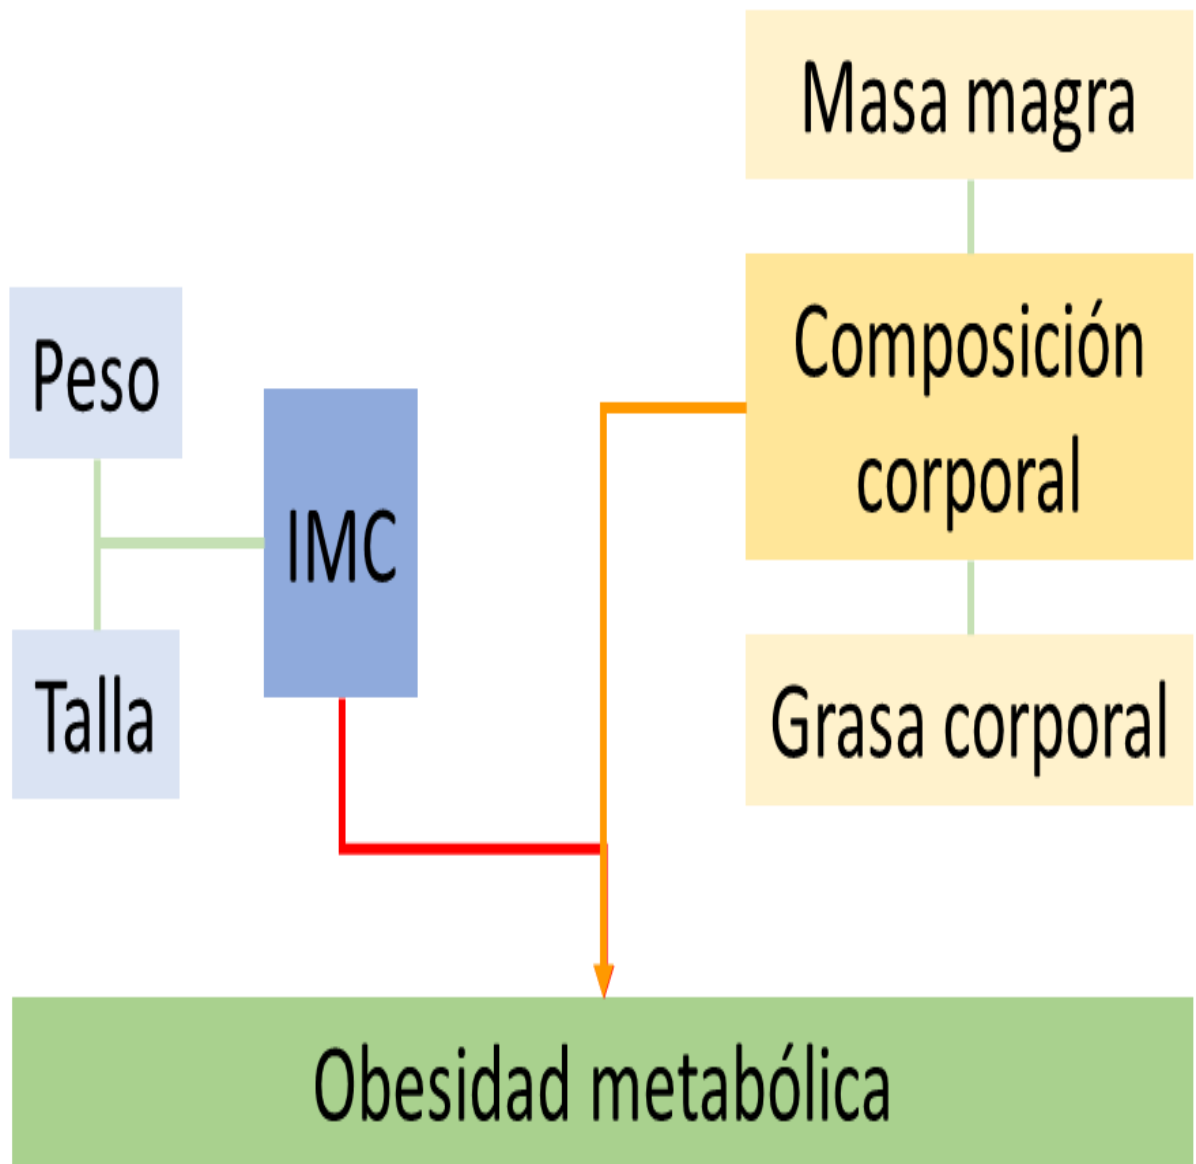 Masa magra
Composición
corporal
Peso
IMC
Talla
Grasa corporal
Obesidad metabólica